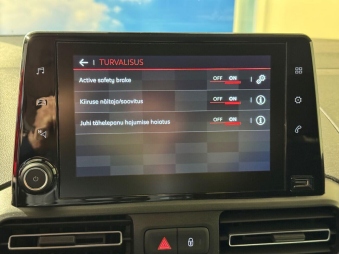 TURVALISUS
Active safety brake OFF ON
Kiiruse näitaja/soovitus OFF ON
Juhi tähelepanu hajumise hoiatus OFF ON